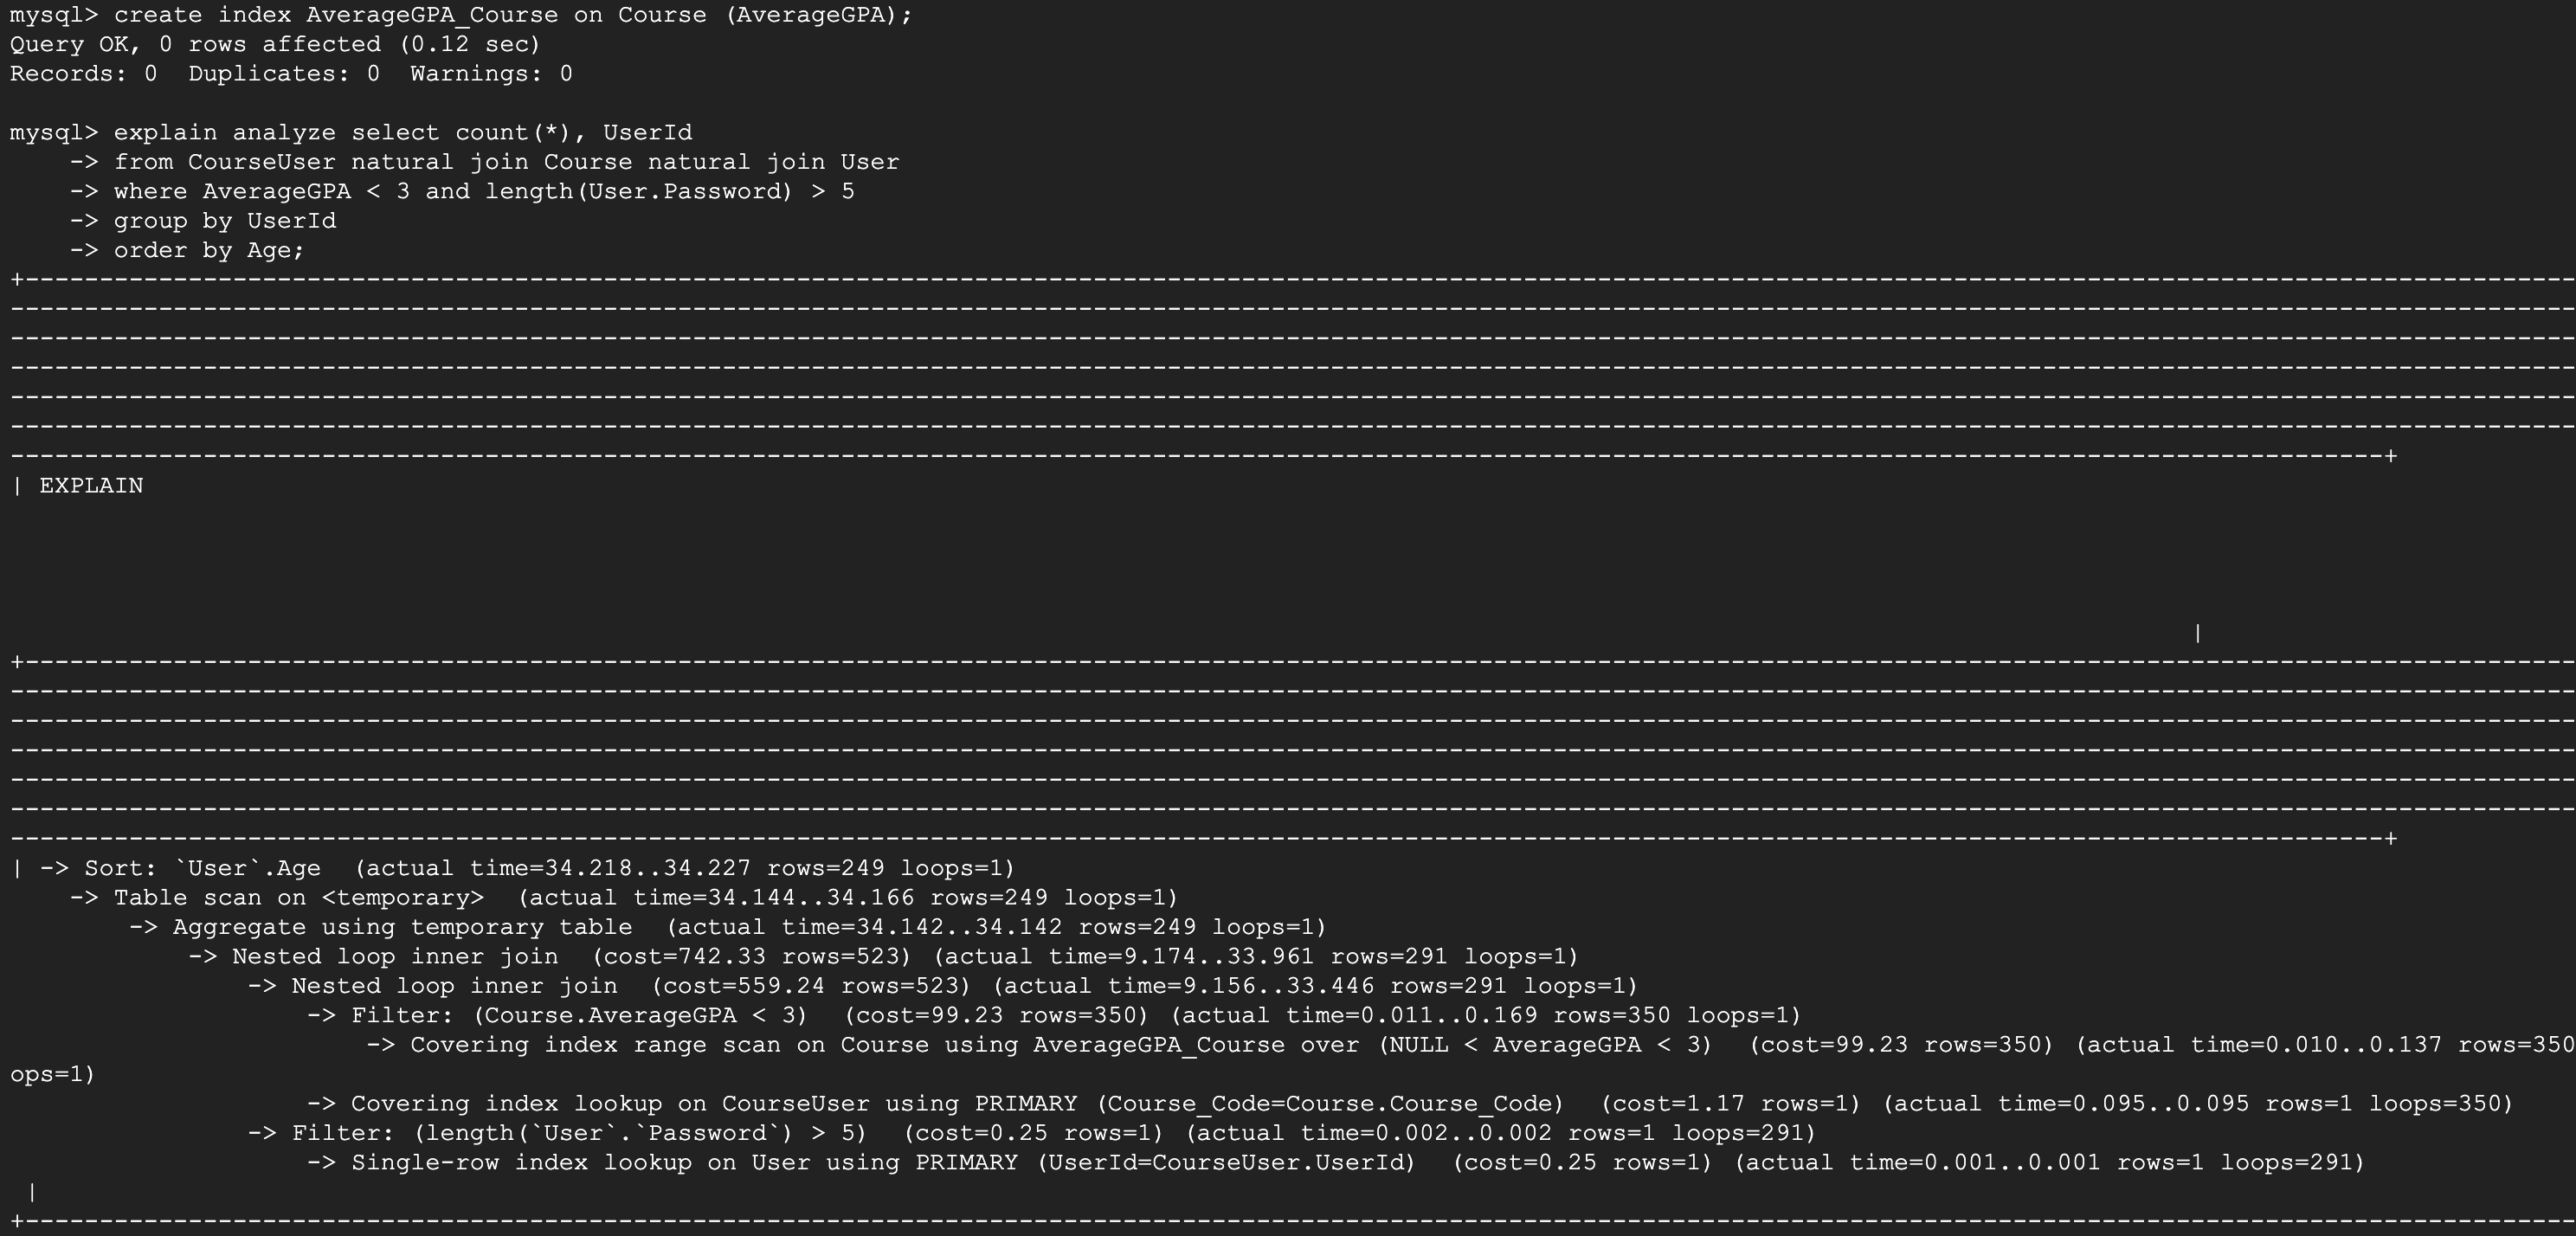 mysql> create index AverageGPA_Course on Course (AverageGPA);
Query OK, 0 rows affected (0.12 sec)
Records: 0  Duplicates: 0  Warnings: 0
mysql> explain analyze select count(*), UserId
    -> from CourseUser natural join Course natural join User
    -> where AverageGPA < 3 and length(User.Password) > 5
    -> group by UserId
    -> order by Age;
| EXPLAIN
|
| -> Sort: `User`.Age  (actual time=34.218..34.227 rows=249 loops=1)
    -> Table scan on <temporary>  (actual time=34.144..34.166 rows=249 loops=1)
        -> Aggregate using temporary table  (actual time=34.142..34.142 rows=249 loops=1)
            -> Nested loop inner join  (cost=742.33 rows=523) (actual time=9.174..33.961 rows=291 loops=1)
                -> Nested loop inner join  (cost=559.24 rows=523) (actual time=9.156..33.446 rows=291 loops=1)
                    -> Filter: (Course.AverageGPA < 3)  (cost=99.23 rows=350) (actual time=0.011..0.169 rows=350 loops=1)
                        -> Covering index range scan on Course using AverageGPA_Course over (NULL < AverageGPA < 3)  (cost=99.23 rows=350) (actual time=0.010..0.137 rows=350
ops=1)
                    -> Covering index lookup on CourseUser using PRIMARY (Course_Code=Course.Course_Code)  (cost=1.17 rows=1) (actual time=0.095..0.095 rows=1 loops=350)
                -> Filter: (length(`User`.`Password`) > 5)  (cost=0.25 rows=1) (actual time=0.002..0.002 rows=1 loops=291)
                    -> Single-row index lookup on User using PRIMARY (UserId=CourseUser.UserId)  (cost=0.25 rows=1) (actual time=0.001..0.001 rows=1 loops=291)
|